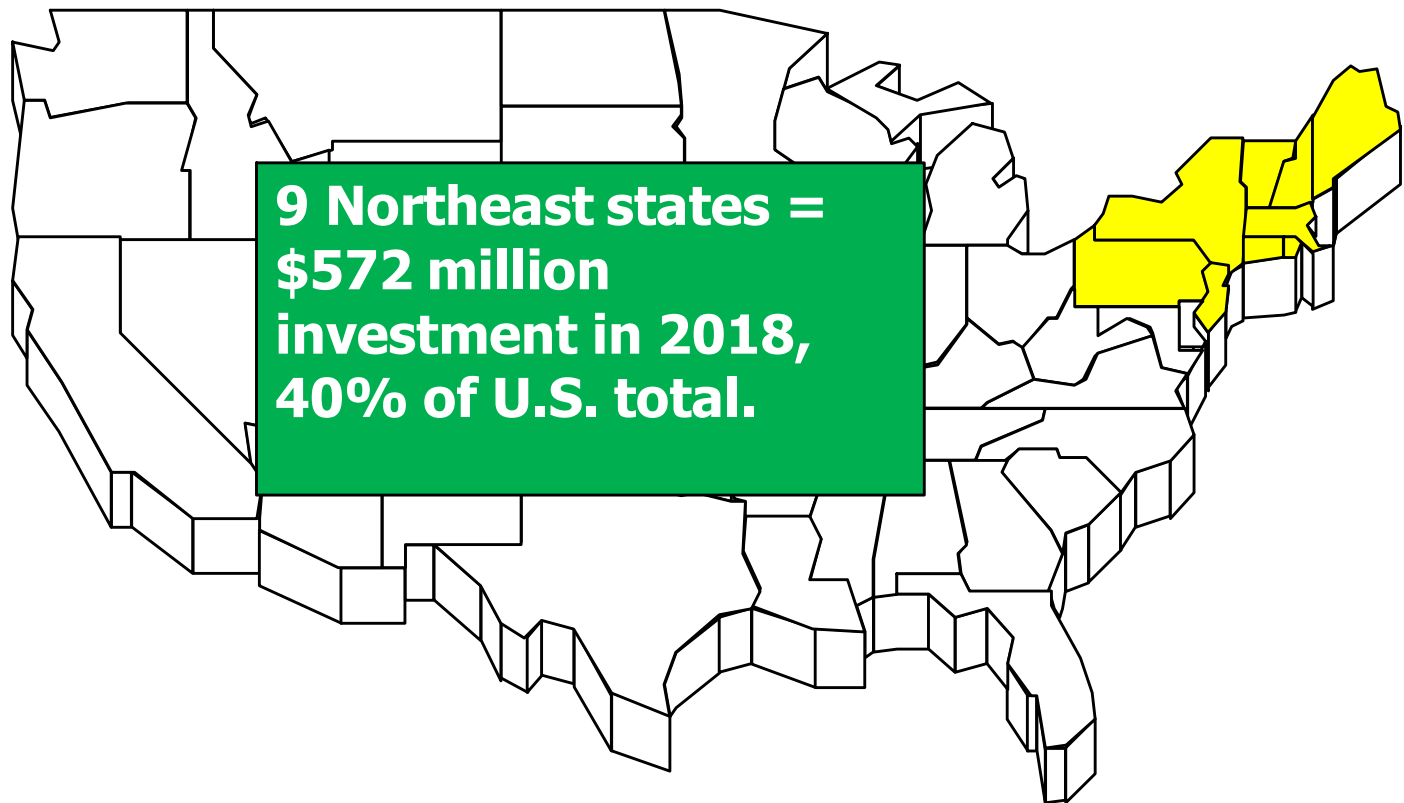 9 Northeast states =
$572 million
investment in 2018,
40% of U.S. total.